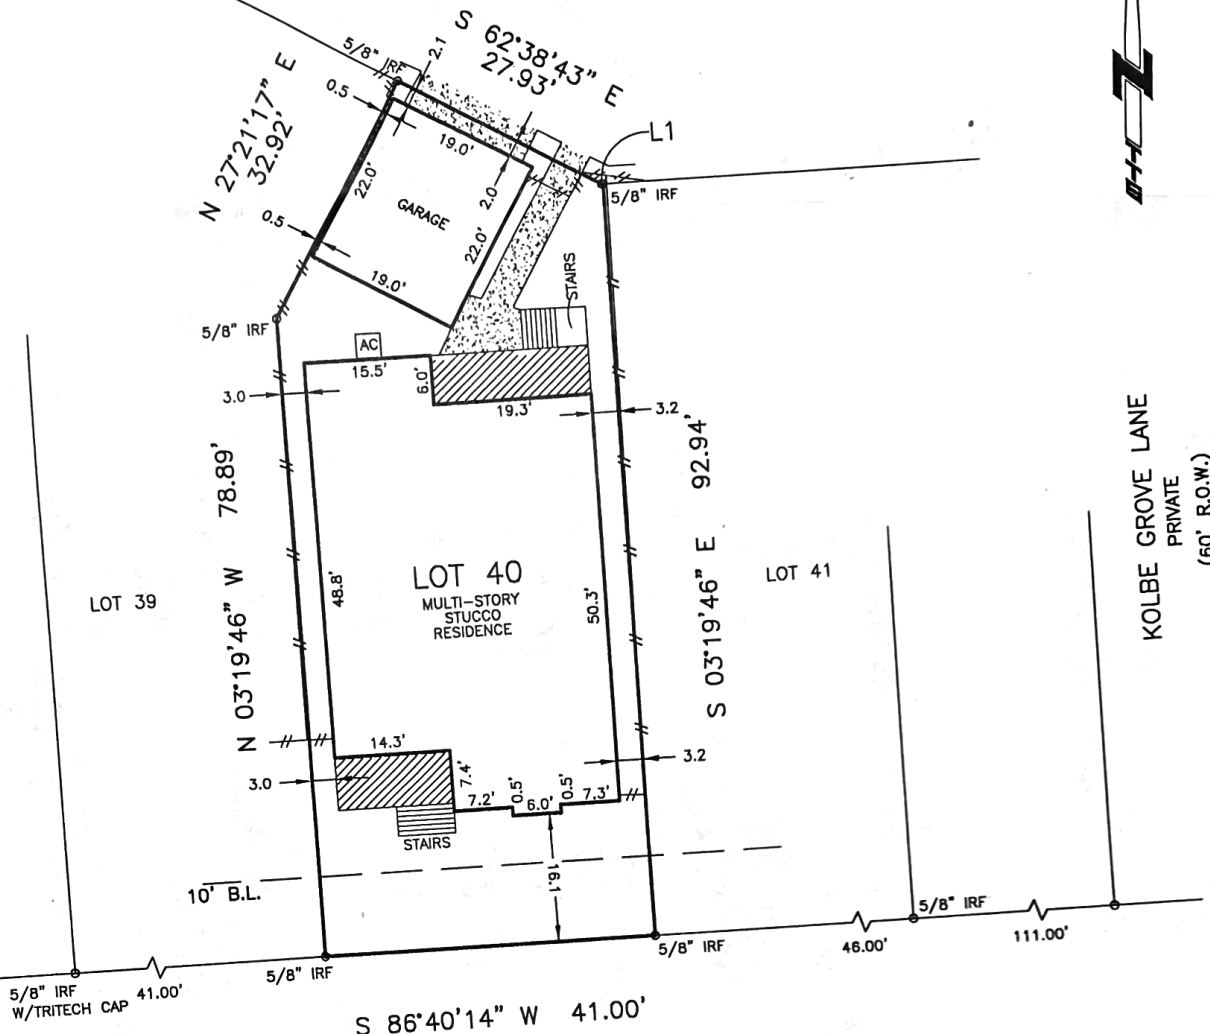 S 62°38'43" E
27.93'
5/8" IRF
2.1
0.5
N 27°21'17" E
32.92'
19.0'
L1
22.0'
2.0
5/8" IRF
GARAGE
0.5
22.0'
19.0'
STAIRS
5/8" IRF
AC
15.5'
6.0'
3.0
19.3'
3.2
78.89'
92.94'
KOLBE GROVE LANE
PRIVATE
(60' R.O.W.)
LOT 40
MULTI-STORY
STUCCO
RESIDENCE
48.8'
50.3'
LOT 39
LOT 41
N 03°19'46" W
S 03°19'46" E
14.3'
7.4'
3.0
3.2
7.2'
0.5'
6.0'
0.5'
7.3'
STAIRS
16.1
10' B.L.
5/8" IRF
5/8" IRF
5/8" IRF
46.00'
111.00'
5/8" IRF
W/TRITECH CAP
41.00'
S 86°40'14" W 41.00'